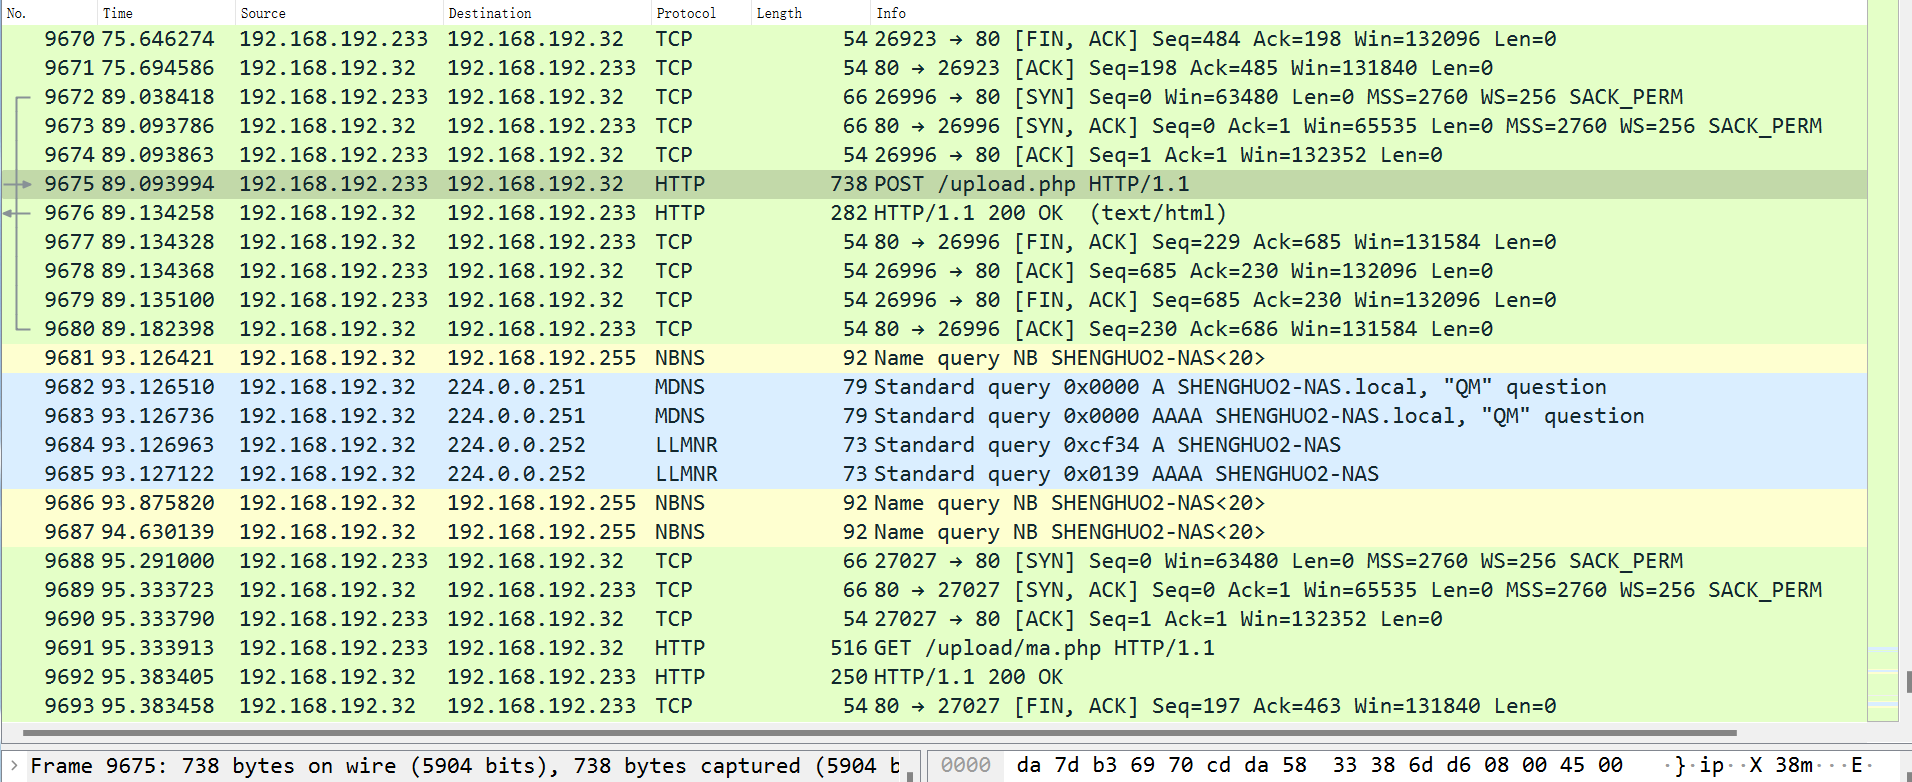 No. Time Source Destination Protocol Length Info
9670 75.646274 192.168.192.233 192.168.192.32 TCP 54 26923 → 80 [FIN, ACK] Seq=484 Ack=198 Win=132096 Len=0
9671 75.694586 192.168.192.32 192.168.192.233 TCP 54 80 → 26923 [ACK] Seq=198 Ack=485 Win=131840 Len=0
9672 89.038418 192.168.192.233 192.168.192.32 TCP 66 26996 → 80 [SYN] Seq=0 Win=63480 Len=0 MSS=2760 WS=256 SACK_PERM
9673 89.093786 192.168.192.32 192.168.192.233 TCP 66 80 → 26996 [SYN, ACK] Seq=0 Ack=1 Win=65535 Len=0 MSS=2760 WS=256 SACK_PERM
9674 89.093863 192.168.192.233 192.168.192.32 TCP 54 26996 → 80 [ACK] Seq=1 Ack=1 Win=132352 Len=0
9675 89.093994 192.168.192.233 192.168.192.32 HTTP 738 POST /upload.php HTTP/1.1
9676 89.134258 192.168.192.32 192.168.192.233 HTTP 282 HTTP/1.1 200 OK (text/html)
9677 89.134328 192.168.192.32 192.168.192.233 TCP 54 80 → 26996 [FIN, ACK] Seq=229 Ack=685 Win=131584 Len=0
9678 89.134368 192.168.192.233 192.168.192.32 TCP 54 26996 → 80 [ACK] Seq=685 Ack=230 Win=132096 Len=0
9679 89.135100 192.168.192.233 192.168.192.32 TCP 54 26996 → 80 [FIN, ACK] Seq=685 Ack=230 Win=132096 Len=0
9680 89.182398 192.168.192.32 192.168.192.233 TCP 54 80 → 26996 [ACK] Seq=230 Ack=686 Win=131584 Len=0
9681 93.126421 192.168.192.32 192.168.192.255 NBNS 92 Name query NB SHENGHUO2-NAS<20>
9682 93.126510 192.168.192.32 224.0.0.251 MDNS 79 Standard query 0x0000 A SHENGHUO2-NAS.local, "QM" question
9683 93.126736 192.168.192.32 224.0.0.251 MDNS 79 Standard query 0x0000 AAAA SHENGHUO2-NAS.local, "QM" question
9684 93.126963 192.168.192.32 224.0.0.252 LLMNR 73 Standard query 0xcf34 A SHENGHUO2-NAS
9685 93.127122 192.168.192.32 224.0.0.252 LLMNR 73 Standard query 0x0139 AAAA SHENGHUO2-NAS
9686 93.875820 192.168.192.32 192.168.192.255 NBNS 92 Name query NB SHENGHUO2-NAS<20>
9687 94.630139 192.168.192.32 192.168.192.255 NBNS 92 Name query NB SHENGHUO2-NAS<20>
9688 95.291000 192.168.192.233 192.168.192.32 TCP 66 27027 → 80 [SYN] Seq=0 Win=63480 Len=0 MSS=2760 WS=256 SACK_PERM
9689 95.333723 192.168.192.32 192.168.192.233 TCP 66 80 → 27027 [SYN, ACK] Seq=0 Ack=1 Win=65535 Len=0 MSS=2760 WS=256 SACK_PERM
9690 95.333790 192.168.192.233 192.168.192.32 TCP 54 27027 → 80 [ACK] Seq=1 Ack=1 Win=132352 Len=0
9691 95.333913 192.168.192.233 192.168.192.32 HTTP 516 GET /upload/ma.php HTTP/1.1
9692 95.383405 192.168.192.32 192.168.192.233 HTTP 250 HTTP/1.1 200 OK
9693 95.383458 192.168.192.32 192.168.192.233 TCP 54 80 → 27027 [FIN, ACK] Seq=197 Ack=463 Win=131840 Len=0
Frame 9675: 738 bytes on wire (5904 bits), 738 bytes captured (5904 b
0000 da 7d b3 69 70 cd da 58 33 38 6d d6 08 00 45 00 ·}·ip··X 38m···E·